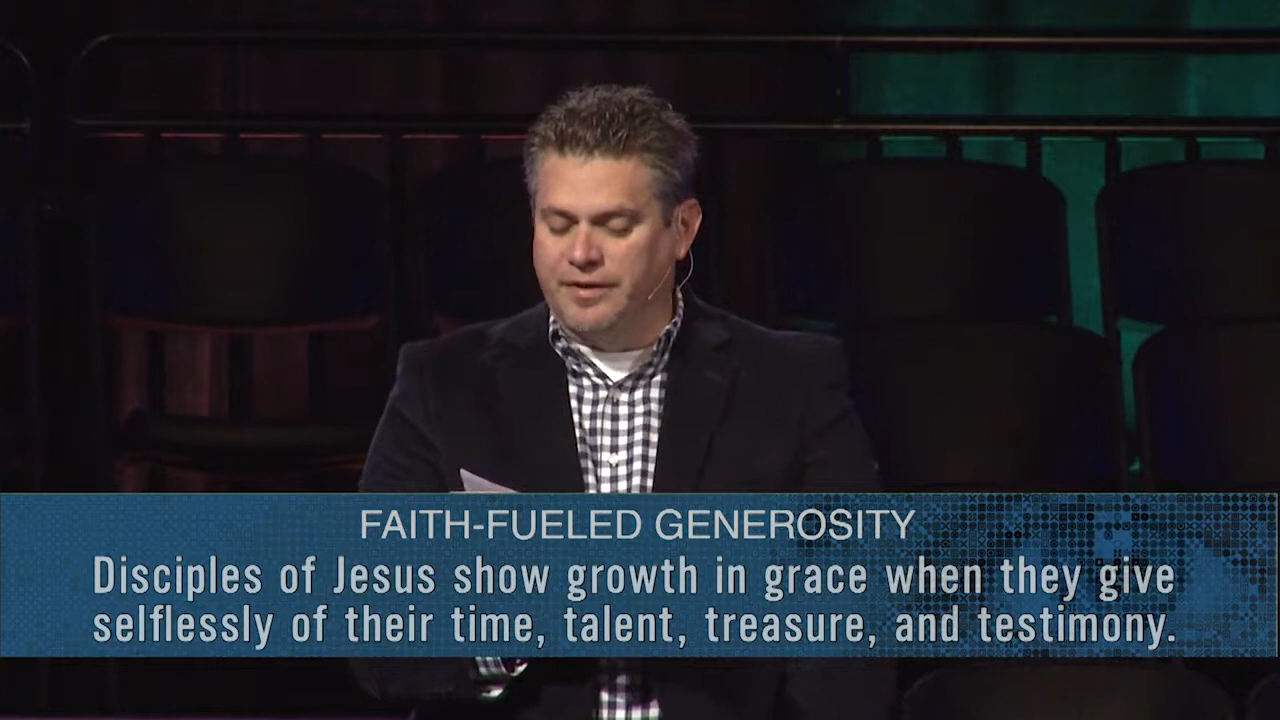 FAITH-FUELED GENEROSITY
Disciples of Jesus show growth in grace when they give
selflessly of their time, talent, treasure, and testimony.